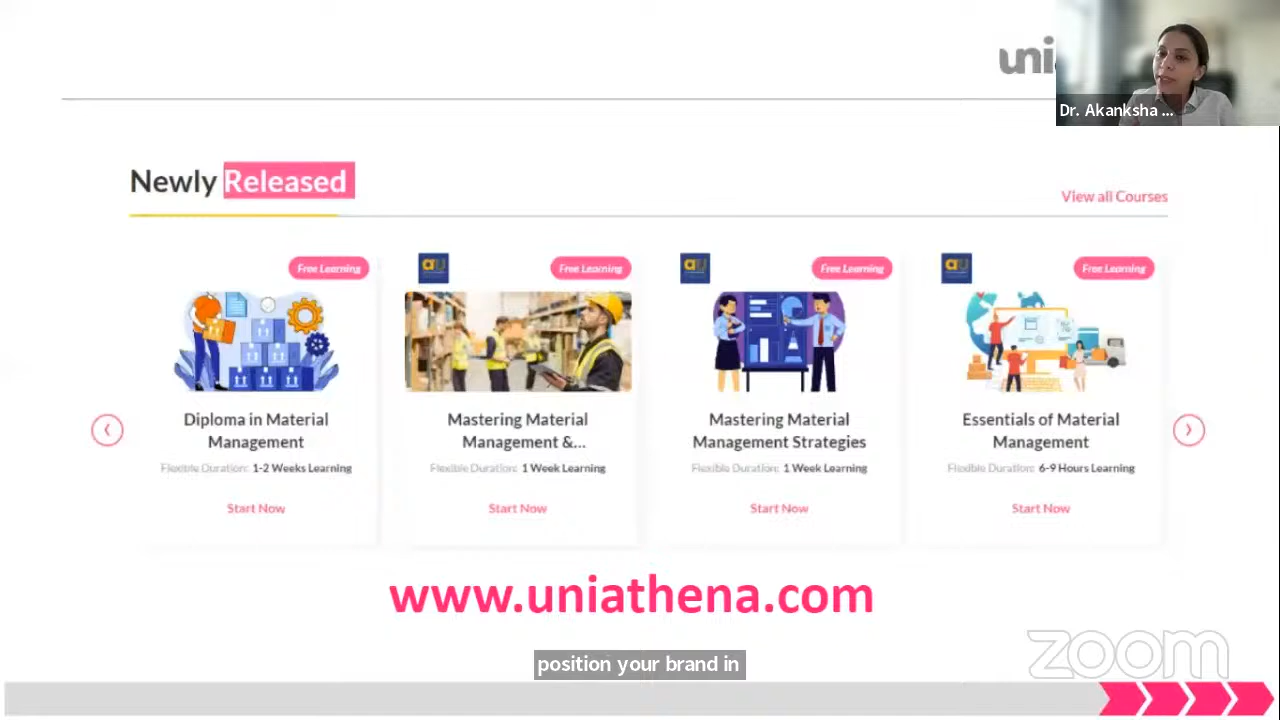 uni
Dr. Akanksha ...
Newly Released
View all Courses
Free Learning
Free Learning
Free Learning
Free Learning
Diploma in Material
Management
Flexible Duration: 1-2 Weeks Learning
Start Now
Mastering Material
Management &...
Flexible Duration: 1 Week Learning
Start Now
Mastering Material
Management Strategies
Flexible Duration: 1 Week Learning
Start Now
Essentials of Material
Management
Flexible Duration: 6-9 Hours Learning
Start Now
www.uniathena.com
position your brand in
zoom